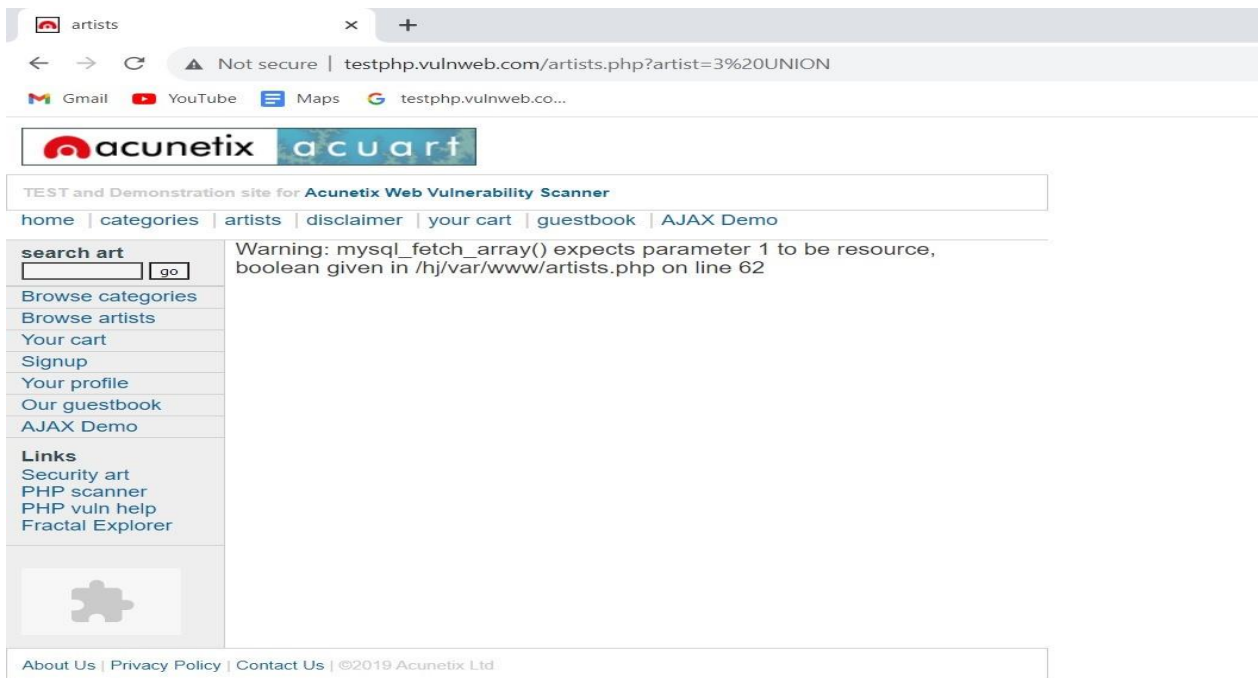 artists
Not secure | testphp.vulnweb.com/artists.php?artist=3%20UNION
Gmail YouTube Maps testphp.vulnweb.co...
acunetix acuart
TEST and Demonstration site for Acunetix Web Vulnerability Scanner
home | categories | artists | disclaimer | your cart | guestbook | AJAX Demo
search art
go
Browse categories
Browse artists
Your cart
Signup
Your profile
Our guestbook
AJAX Demo
Links
Security art
PHP scanner
PHP vuln help
Fractal Explorer
Warning: mysql_fetch_array() expects parameter 1 to be resource,
boolean given in /hj/var/www/artists.php on line 62
About Us | Privacy Policy | Contact Us | ©2019 Acunetix Ltd